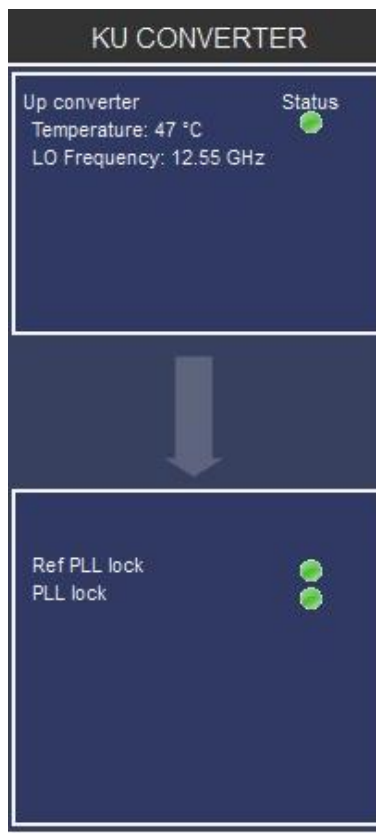 KU CONVERTER
Up converter Status
Temperature: 47 °C
LO Frequency: 12.55 GHz
Ref PLL lock
PLL lock